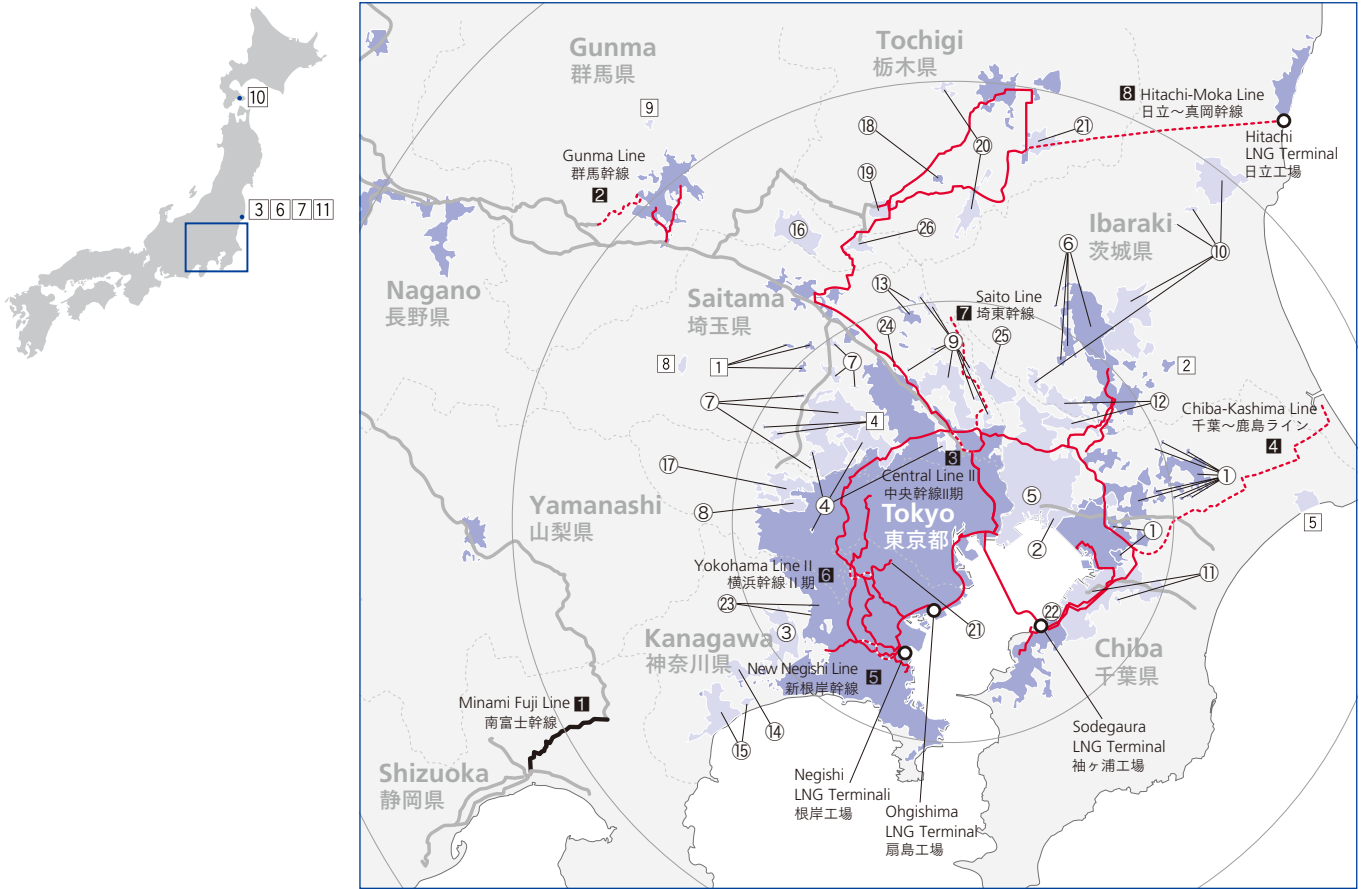 10
3 6 7 11
Gunma
群馬県
Tochigi
栃木県
8 Hitachi-Moka Line
日立〜真岡幹線
Hitachi
LNG Terminal
日立工場
9
Gunma Line
群馬幹線
2
⑱
⑳
㉑
⑲
⑯
㉖
Ibaraki
茨城県
⑥
⑩
Nagano
長野県
Saitama
埼玉県
⑬
7 Saito Line
埼東幹線
㉔
⑨
㉕
8
1
⑦
2
⑦
4
⑫
Chiba-Kashima Line
千葉〜鹿島ライン
4
⑰
3
Central Line II
中央幹線II期
①
⑧
④
⑤
5
Yamanashi
山梨県
Tokyo
東京都
②
①
Yokohama Line II
横浜幹線II期
6
⑪
㉓
③
㉑
㉒
Kanagawa
神奈川県
Chiba
千葉県
New Negishi Line
新根岸幹線
5
Minami Fuji Line 1
南富士幹線
⑭
⑮
Shizuoka
静岡県
Negishi
LNG Terminali
根岸工場
Ohgishima
LNG Terminal
扇島工場
Sodegaura
LNG Terminal
袖ヶ浦工場